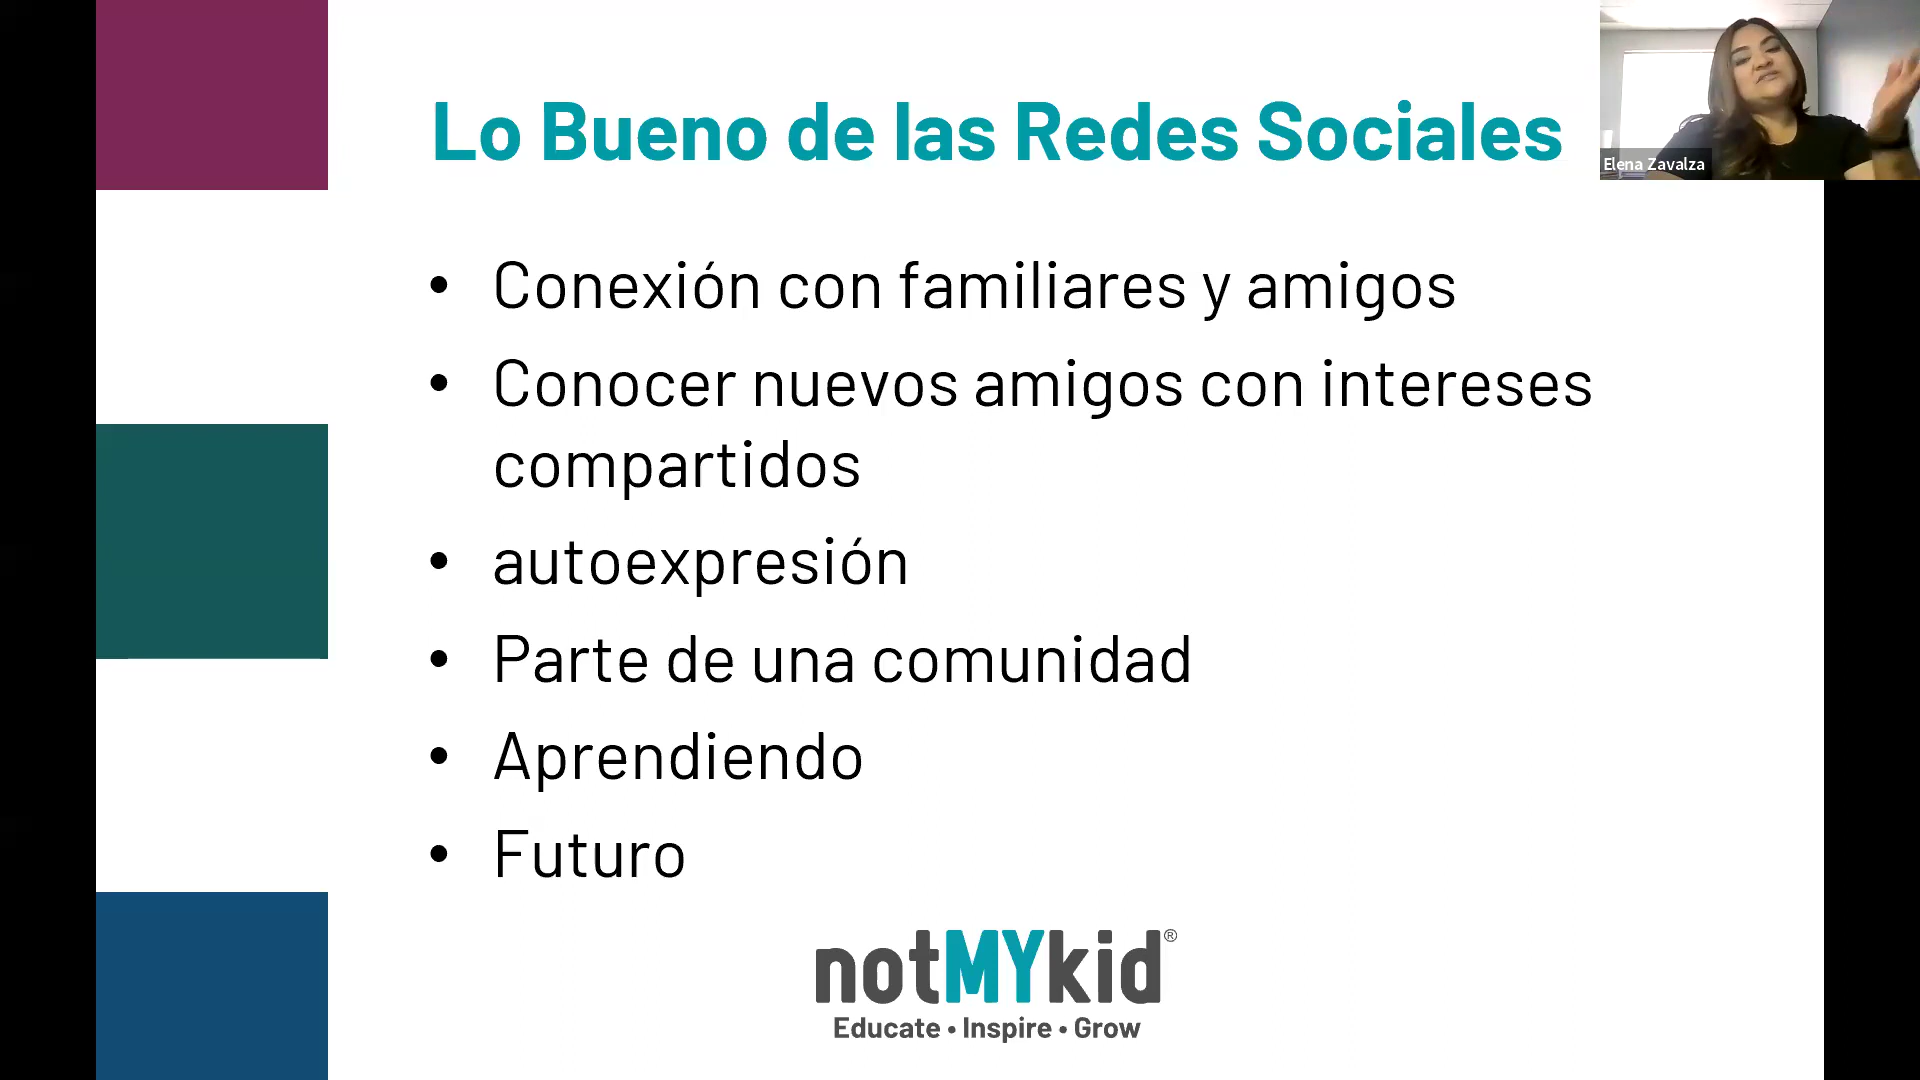 Lo Bueno de las Redes Sociales
Elena Zavalza
• Conexión con familiares y amigos
• Conocer nuevos amigos con intereses
compartidos
• autoexpresión
• Parte de una comunidad
• Aprendiendo
• Futuro
notMYkid®
Educate • Inspire • Grow